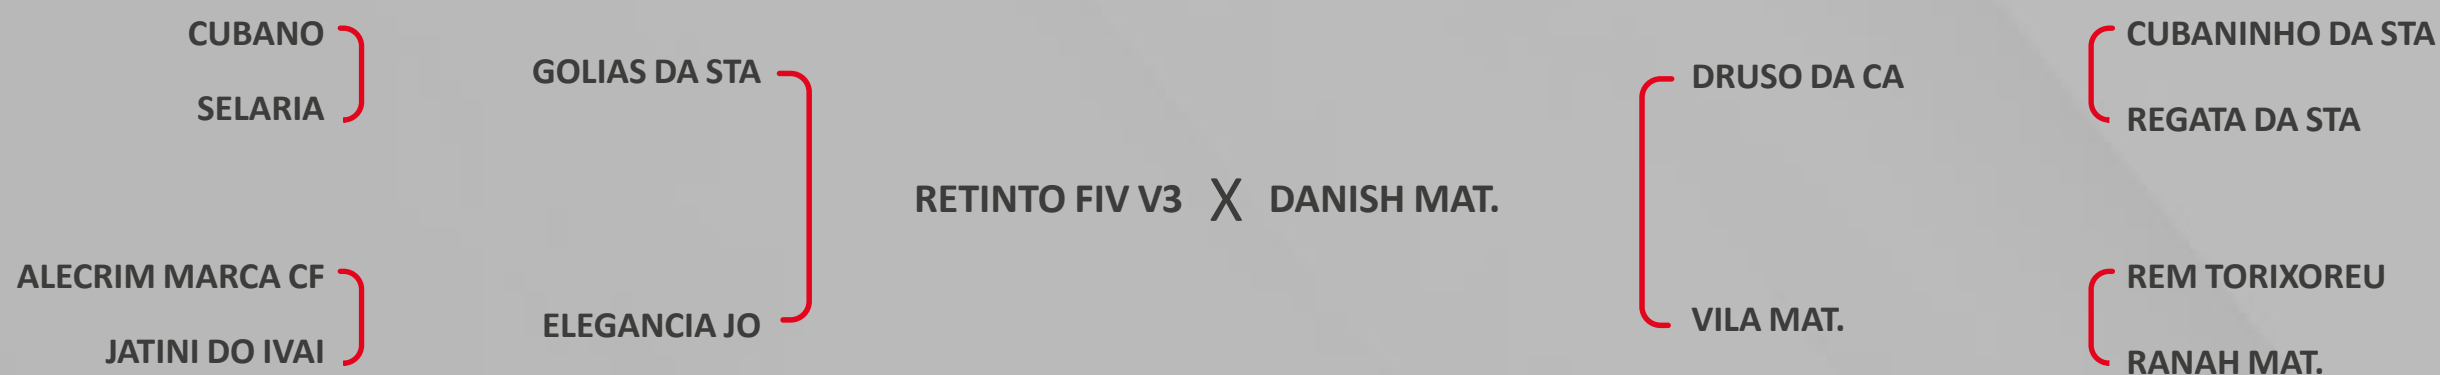 CUBANO
SELARIA
ALECRIM MARCA CF
JATINI DO IVAI
GOLIAS DA STA
ELEGANCIA JO
RETINTO FIV V3 X DANISH MAT.
DRUSO DA CA
VILA MAT.
CUBANINHO DA STA
REGATA DA STA
REM TORIXOREU
RANAH MAT.